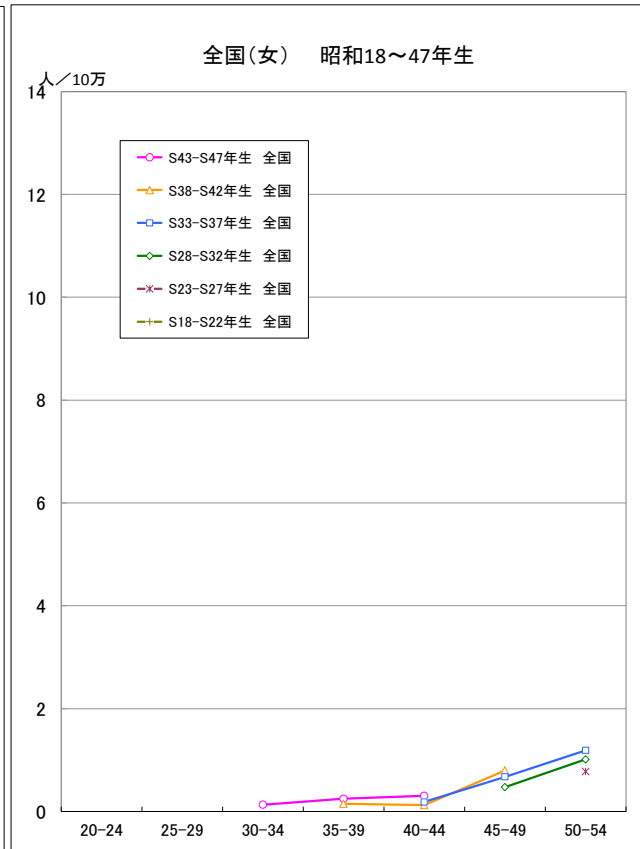 全国（女）　昭和18～47年生
人／10万
14
12
10
8
6
4
2
0
S43-S47年生　全国
S38-S42年生　全国
S33-S37年生　全国
S28-S32年生　全国
S23-S27年生　全国
S18-S22年生　全国
20-24 25-29 30-34 35-39 40-44 45-49 50-54